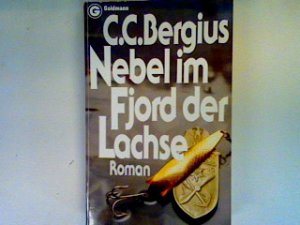 G Goldmann
C.C.Bergius
Nebel im
Fjord der
Lachse
Roman